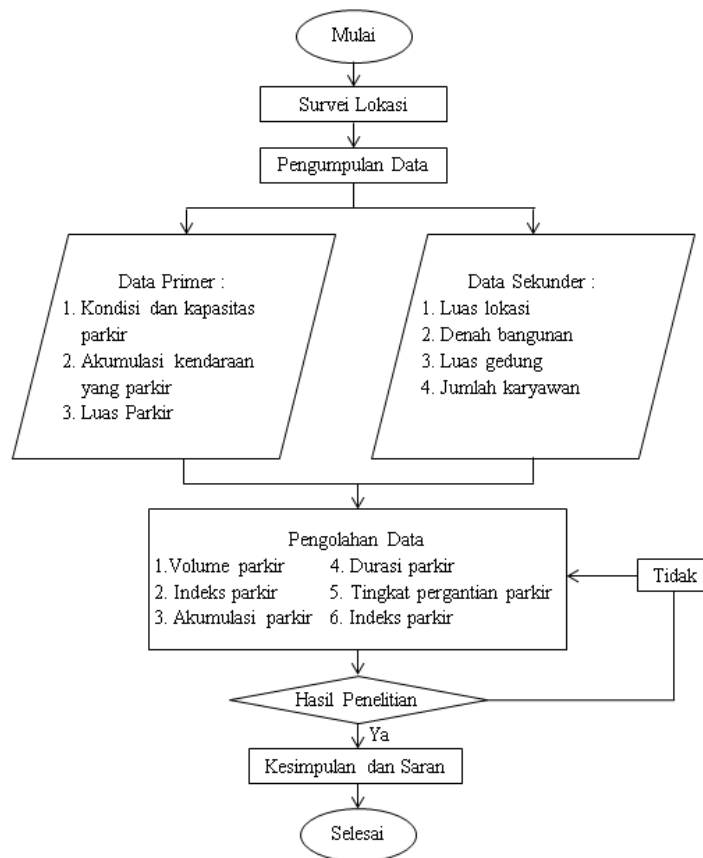 Mulai
Survei Lokasi
Pengumpulan Data
Data Primer :
1. Kondisi dan kapasitas
parkir
2. Akumulasi kendaraan
yang parkir
3. Luas Parkir
Data Sekunder :
1. Luas lokasi
2. Denah bangunan
3. Luas gedung
4. Jumlah karyawan
Pengolahan Data
1.Volume parkir
2. Indeks parkir
3. Akumulasi parkir
4. Durasi parkir
5. Tingkat pergantian parkir
6. Indeks parkir
Tidak
Hasil Penelitian
Ya
Kesimpulan dan Saran
Selesai